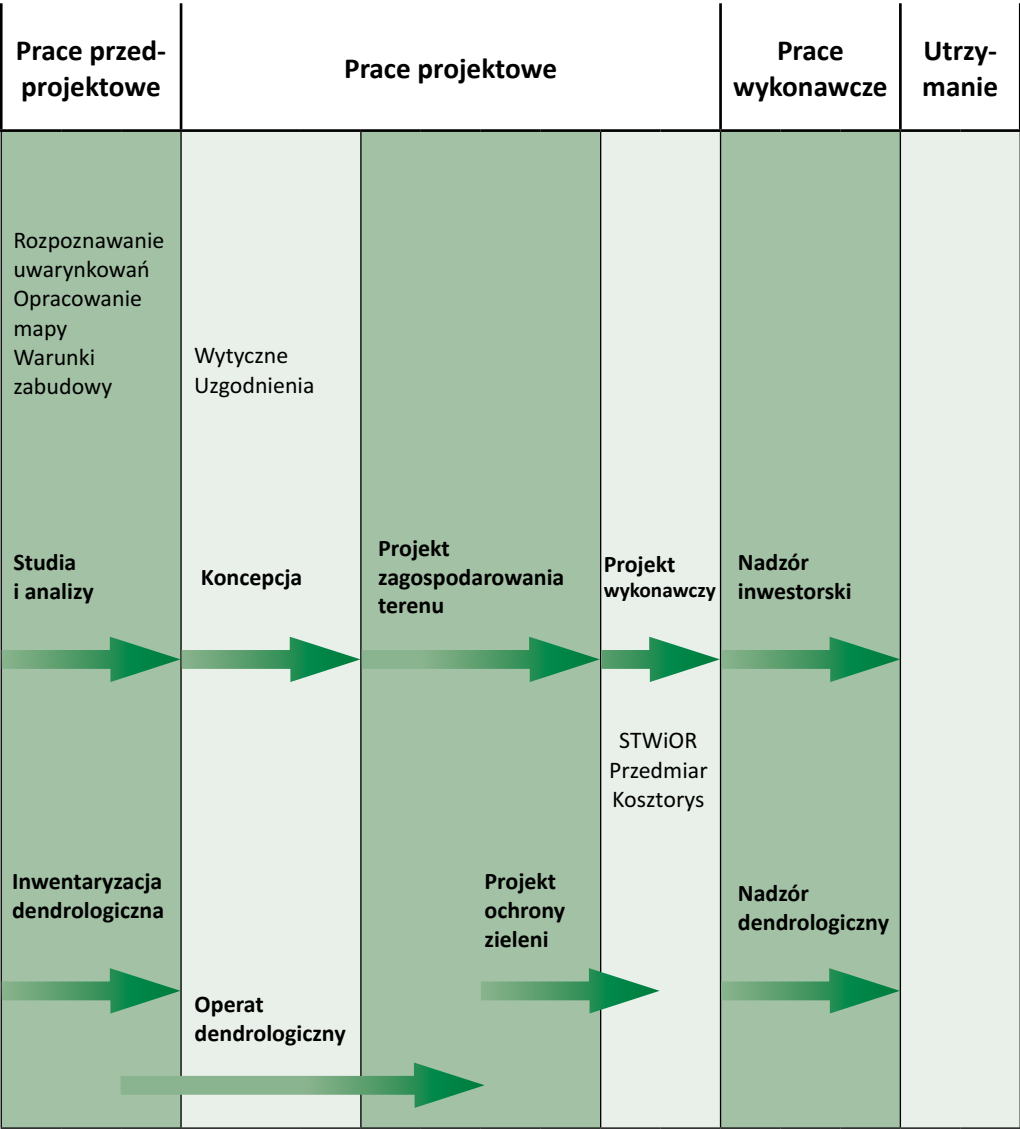 Prace przed-
projektowe
Prace projektowe
Prace
wykonawcze
Utrzy-
manie
Rozpoznawanie
uwarynkowań
Opracowanie
mapy
Warunki
zabudowy
Wytyczne
Uzgodnienia
Studia
i analizy
Koncepcja
Projekt
zagospodarowania
terenu
Projekt
wykonawczy
Nadzór
inwestorski
STWiOR
Przedmiar
Kosztorys
Inwentaryzacja
dendrologiczna
Operat
dendrologiczny
Projekt
ochrony
zieleni
Nadzór
dendrologiczny